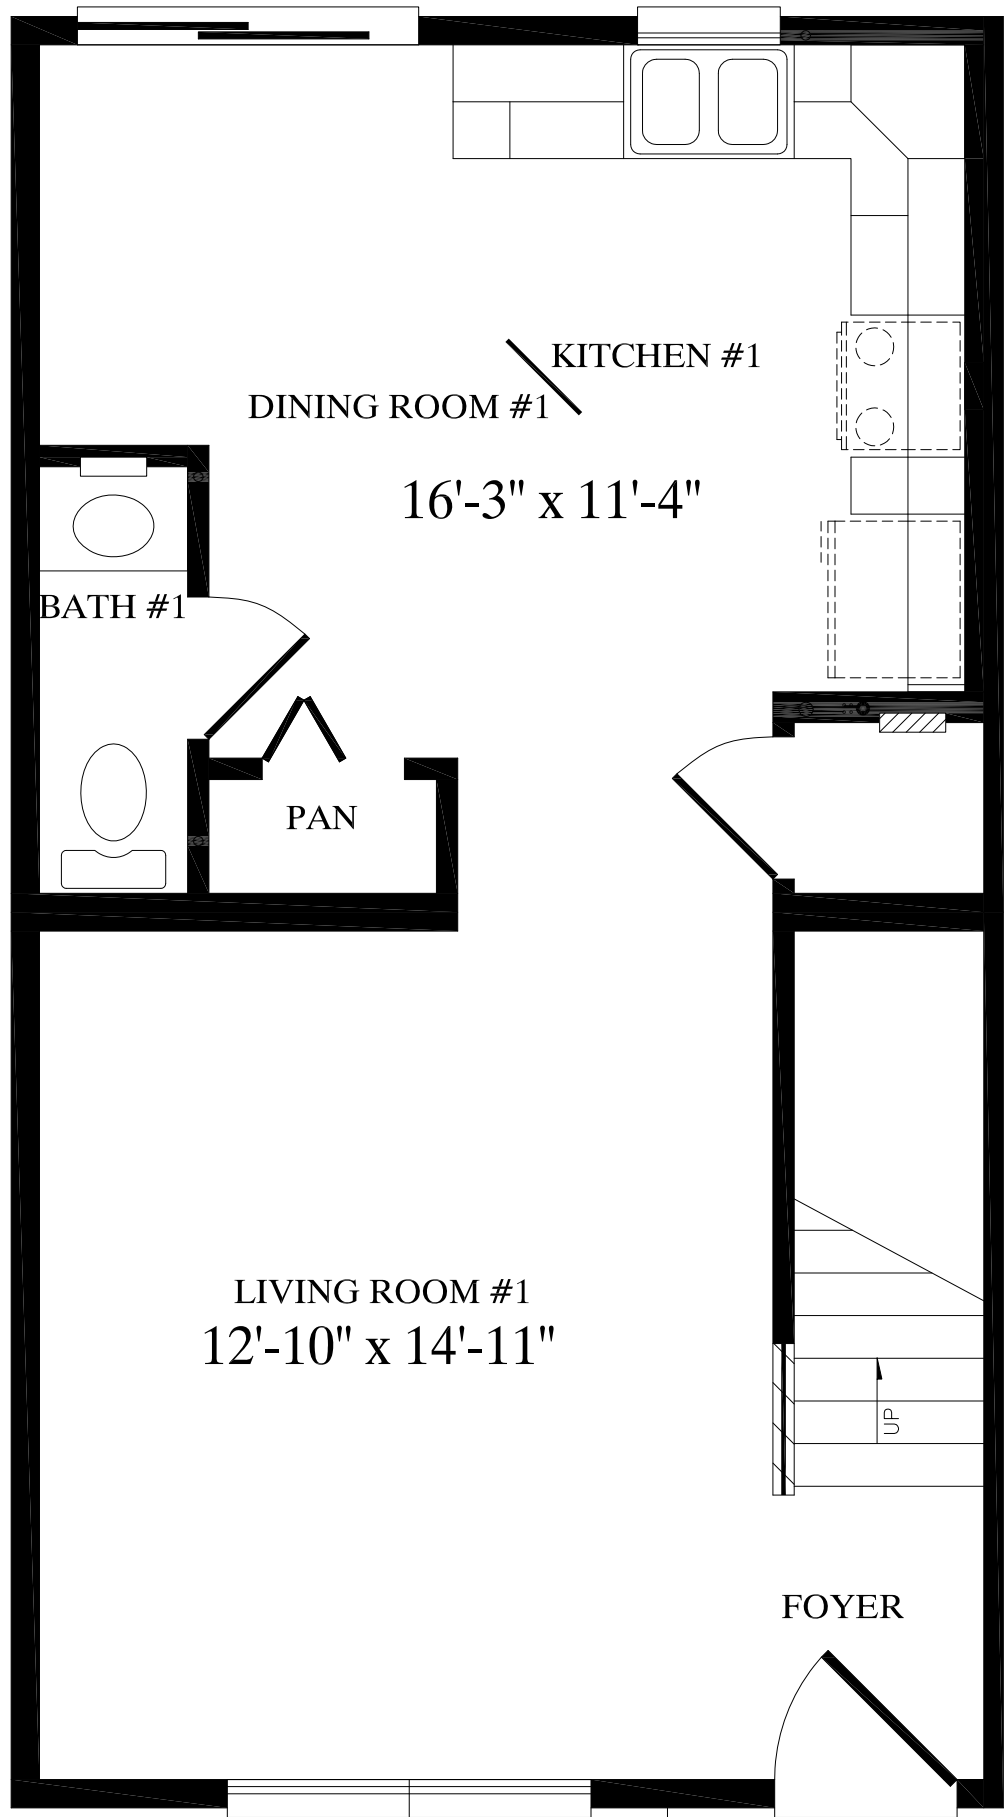 KITCHEN #1
DINING ROOM #1
16'-3" x 11'-4"
BATH #1
PAN
LIVING ROOM #1
12'-10" x 14'-11"
UP
FOYER